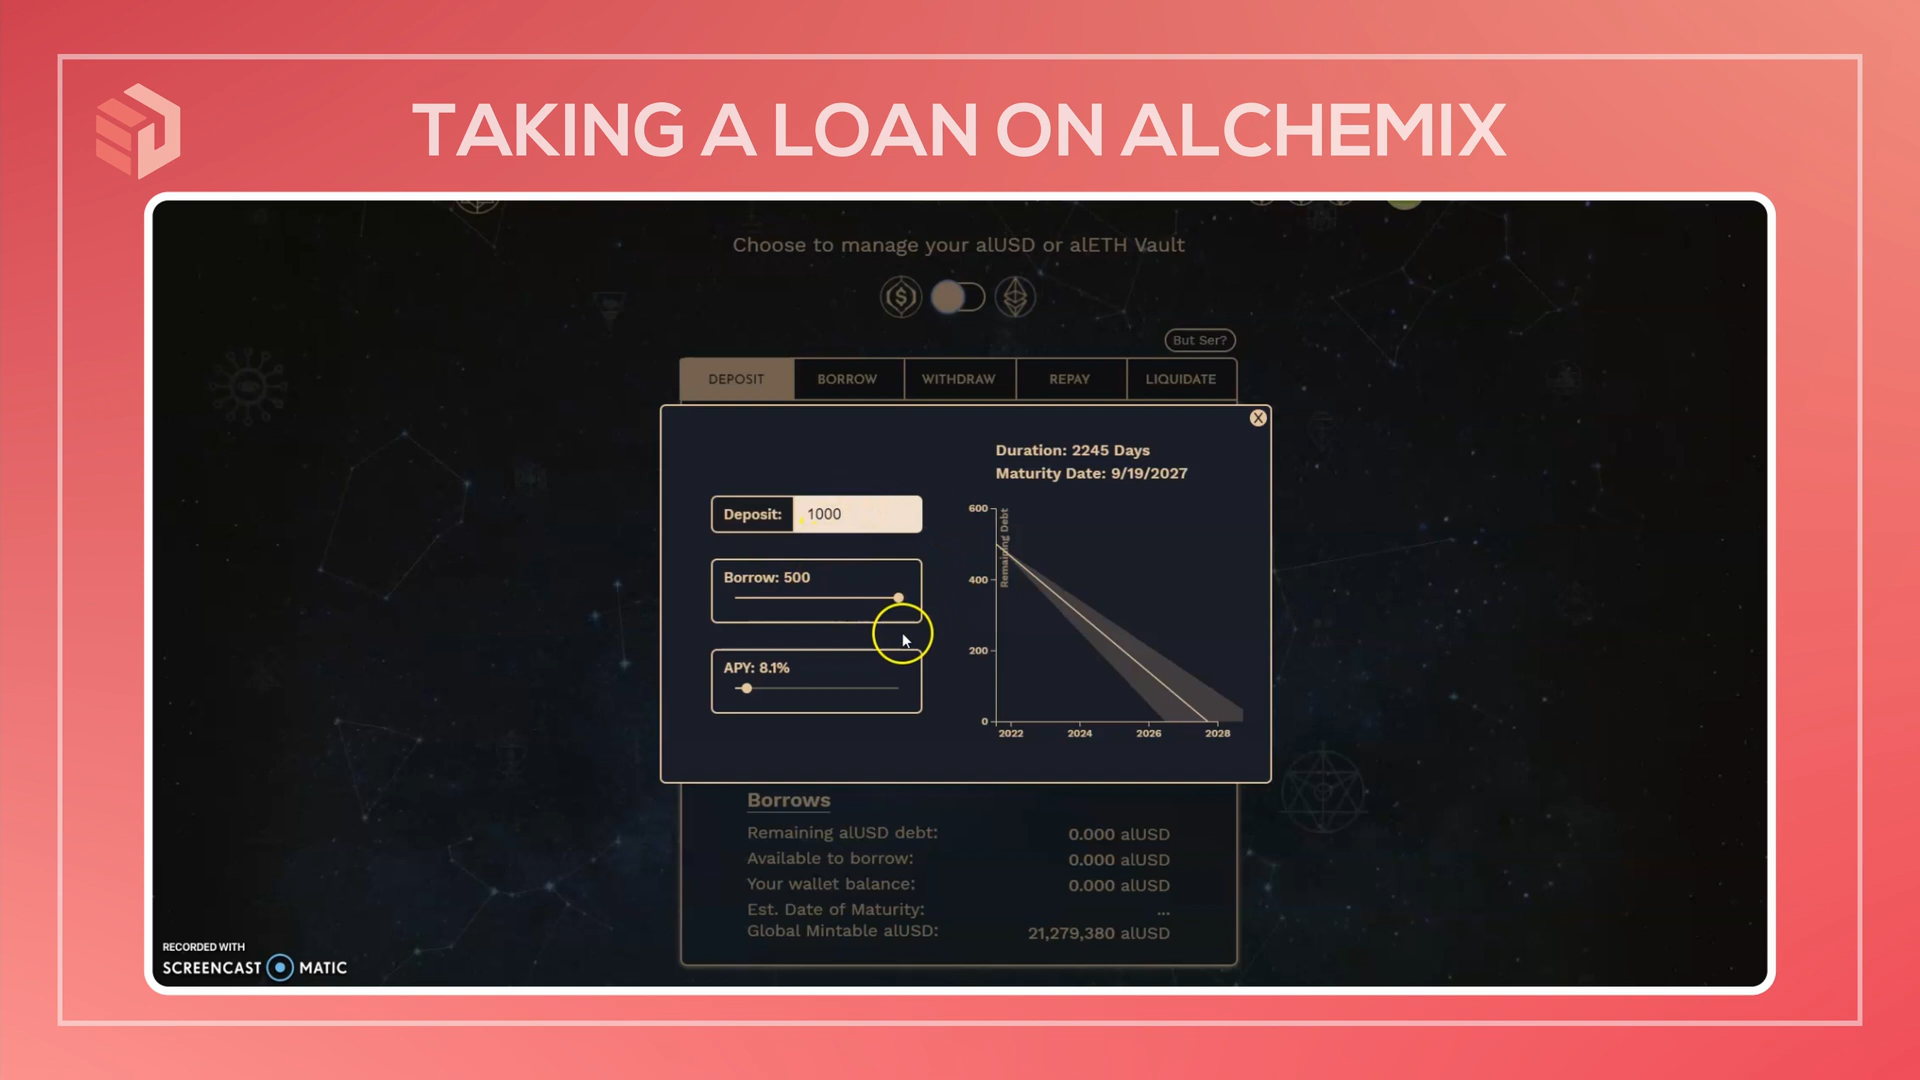 TAKING A LOAN ON ALCHEMIX
Choose to manage your alUSD or alETH Vault
But Ser?
DEPOSIT BORROW WITHDRAW REPAY LIQUIDATE
X
Duration: 2245 Days
Maturity Date: 9/19/2027
Deposit: 1000
Borrow: 500
APY: 8.1%
600
400
200
0
Remaining Debt
2022 2024 2026 2028
Borrows
Remaining alUSD debt: 0.000 alUSD
Available to borrow: 0.000 alUSD
Your wallet balance: 0.000 alUSD
Est. Date of Maturity: ...
Global Mintable alUSD: 21,279,380 alUSD
RECORDED WITH
SCREENCAST MATIC